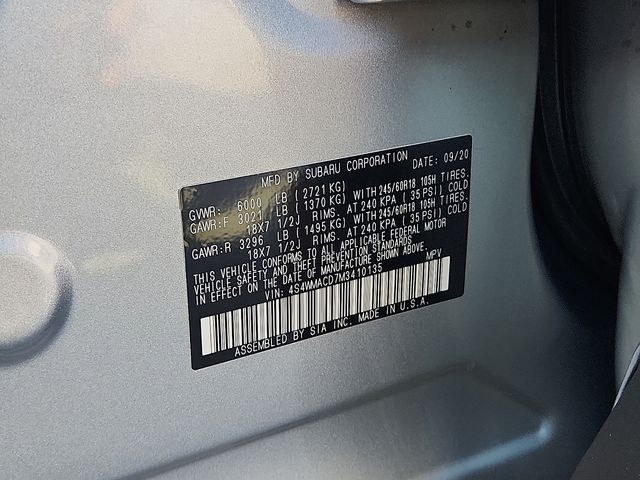 MFD BY SUBARU CORPORATION DATE: 09/20
GVWR: 6000 LB (2721 KG)
GAWR:F 3021 LB (1370 KG) WITH 245/60R18 105H TIRES.
18X7 1/2J RIMS. AT 240 KPA (35 PSI) COLD
GAWR:R 3296 LB (1495 KG) WITH 245/60R18 105H TIRES.
18X7 1/2J RIMS. AT 240 KPA (35 PSI) COLD
THIS VEHICLE CONFORMS TO ALL APPLICABLE FEDERAL MOTOR
VEHICLE SAFETY AND THEFT PREVENTION STANDARDS
IN EFFECT ON THE DATE OF MANUFACTURE SHOWN ABOVE.
VIN: 4S4WMACD7M3410135 MPV
ASSEMBLED BY SIA INC. MADE IN U.S.A.